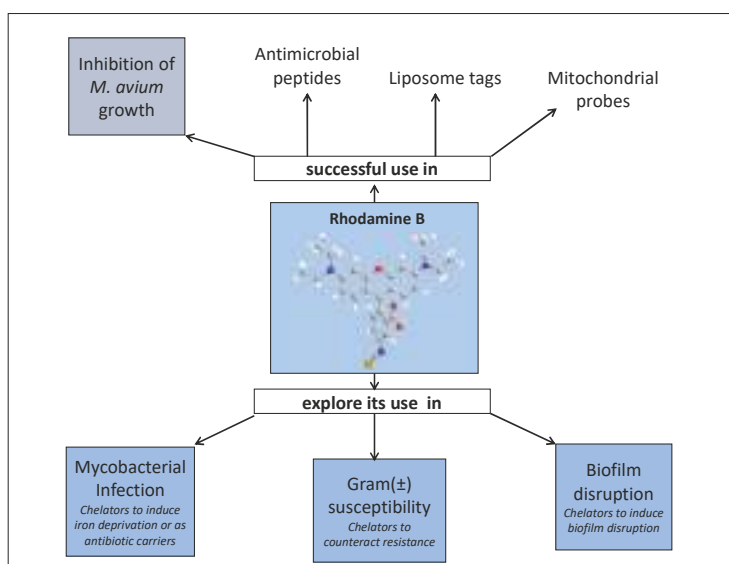 Inhibition of
M. avium
growth
Antimicrobial
peptides
Liposome tags
Mitochondrial
probes
successful use in
Rhodamine B
explore its use in
Mycobacterial
Infection
Chelators to induce
iron deprivation or as
antibiotic carriers
Gram(±)
susceptibility
Chelators to
counteract resistance
Biofilm
disruption
Chelators to induce
biofilm disruption